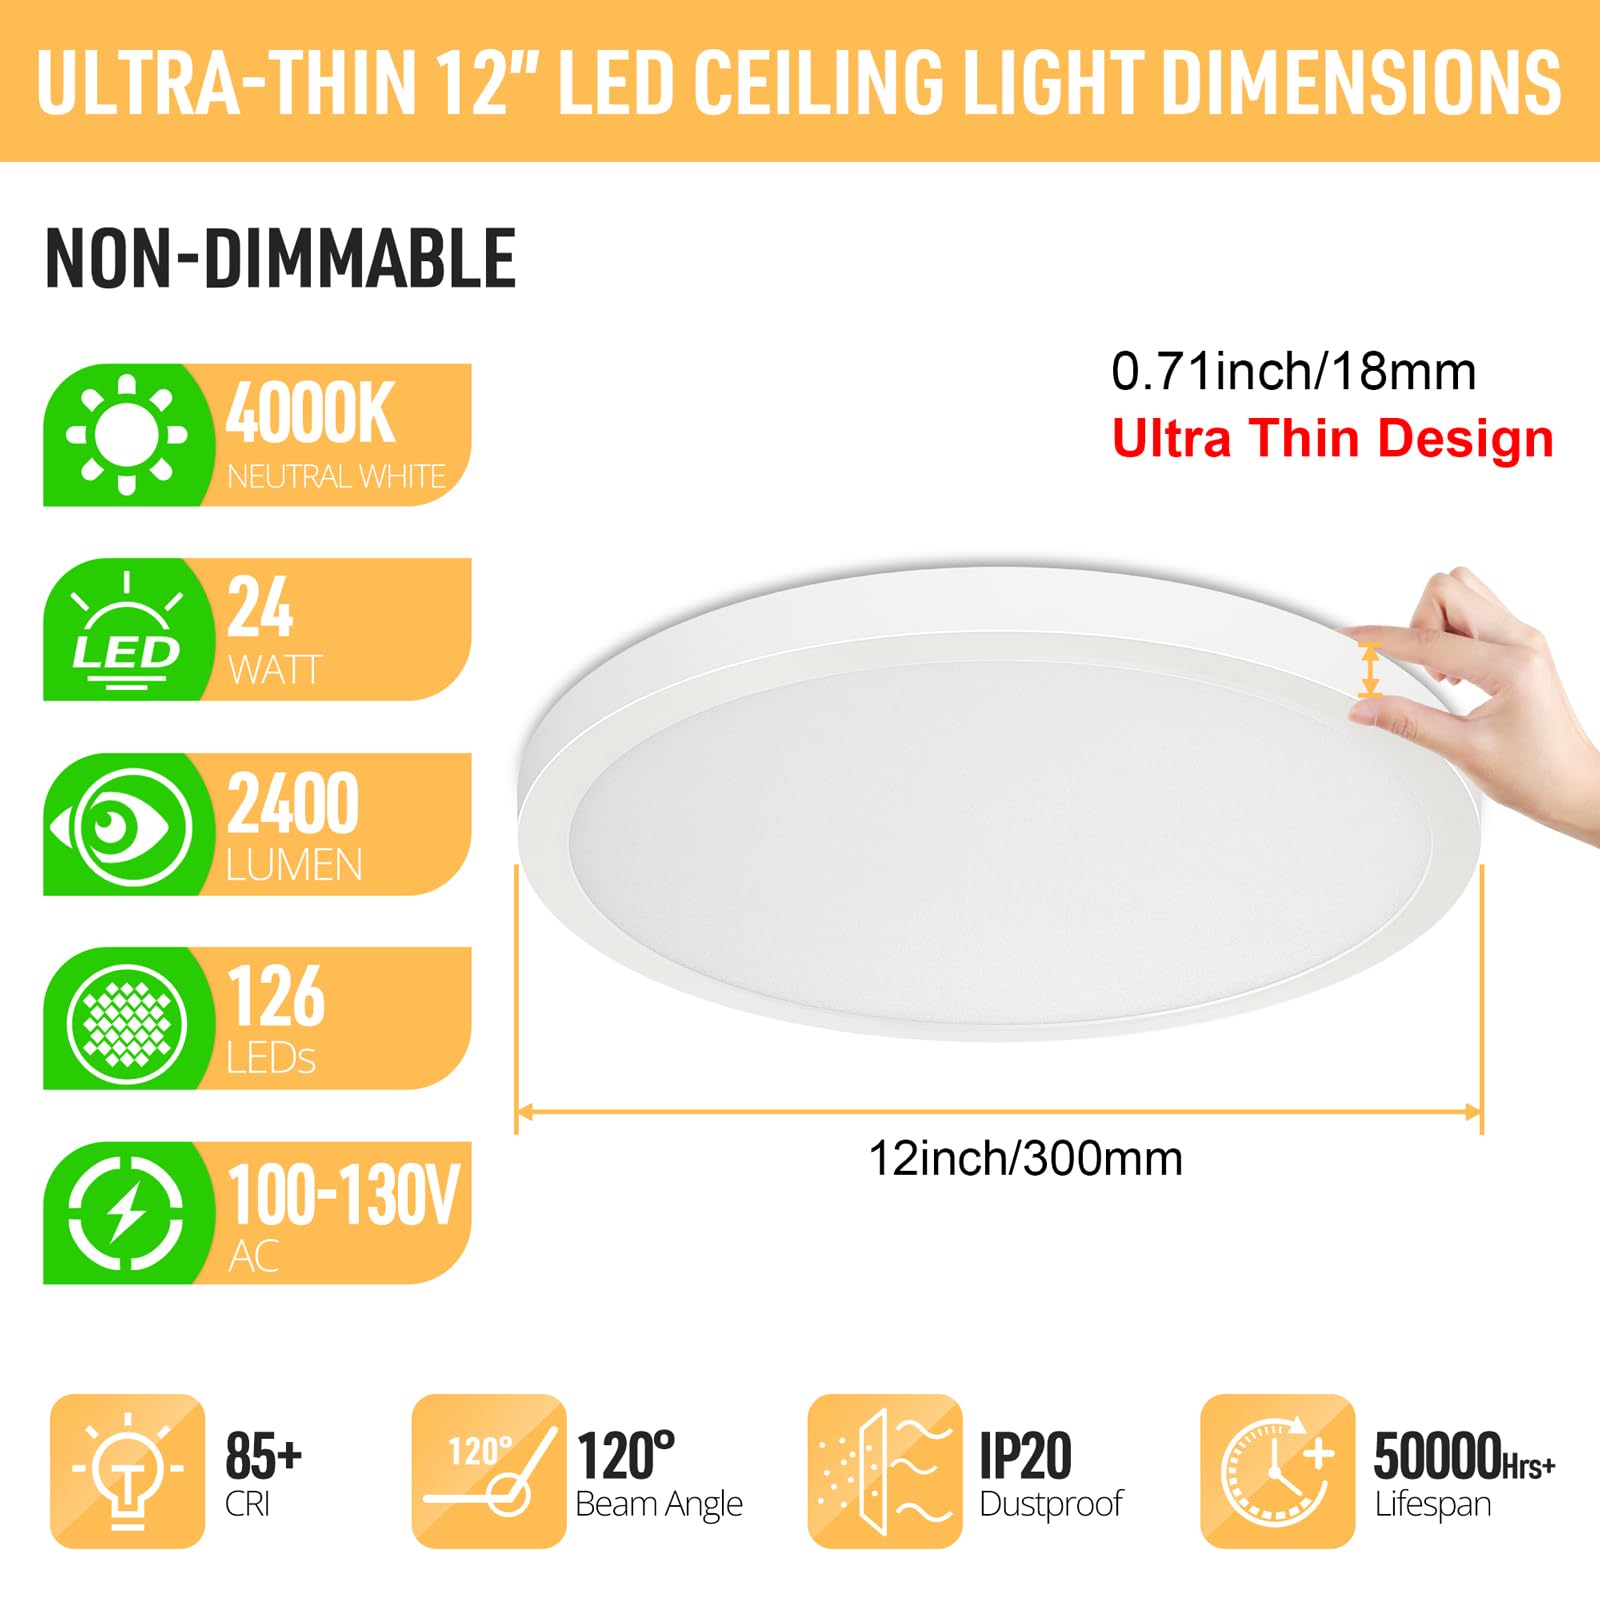 ULTRA-THIN 12" LED CEILING LIGHT DIMENSIONS
NON-DIMMABLE
4000K
NEUTRAL WHITE
LED
24
WATT
2400
LUMEN
126
LEDs
100-130V
AC
0.71inch/18mm
Ultra Thin Design
12inch/300mm
85+
CRI
120°
120°
Beam Angle
IP20
Dustproof
50000Hrs+
Lifespan